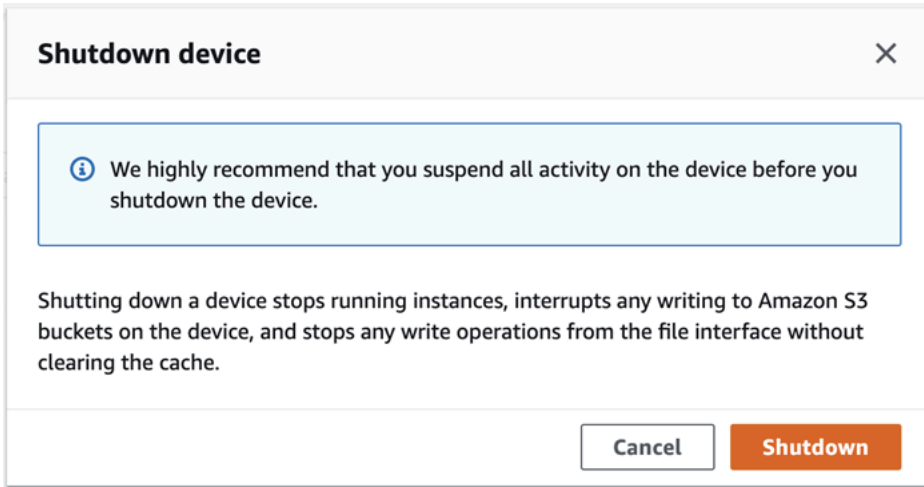 Shutdown device
We highly recommend that you suspend all activity on the device before you
shutdown the device.
Shutting down a device stops running instances, interrupts any writing to Amazon S3
buckets on the device, and stops any write operations from the file interface without
clearing the cache.
Cancel
Shutdown